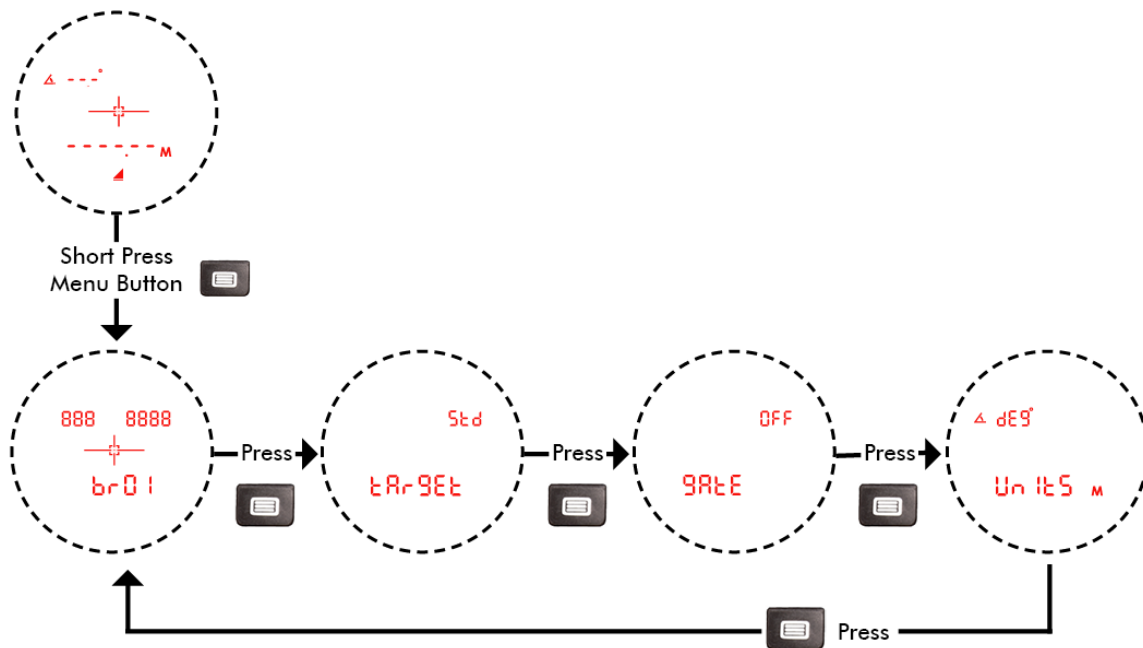 ---.-°
-----.- M
Short Press
Menu Button
888 8888
br01
Press
Std
tArgEt
Press
OFF
gAtE
Press
dEg°
UnItS M
Press